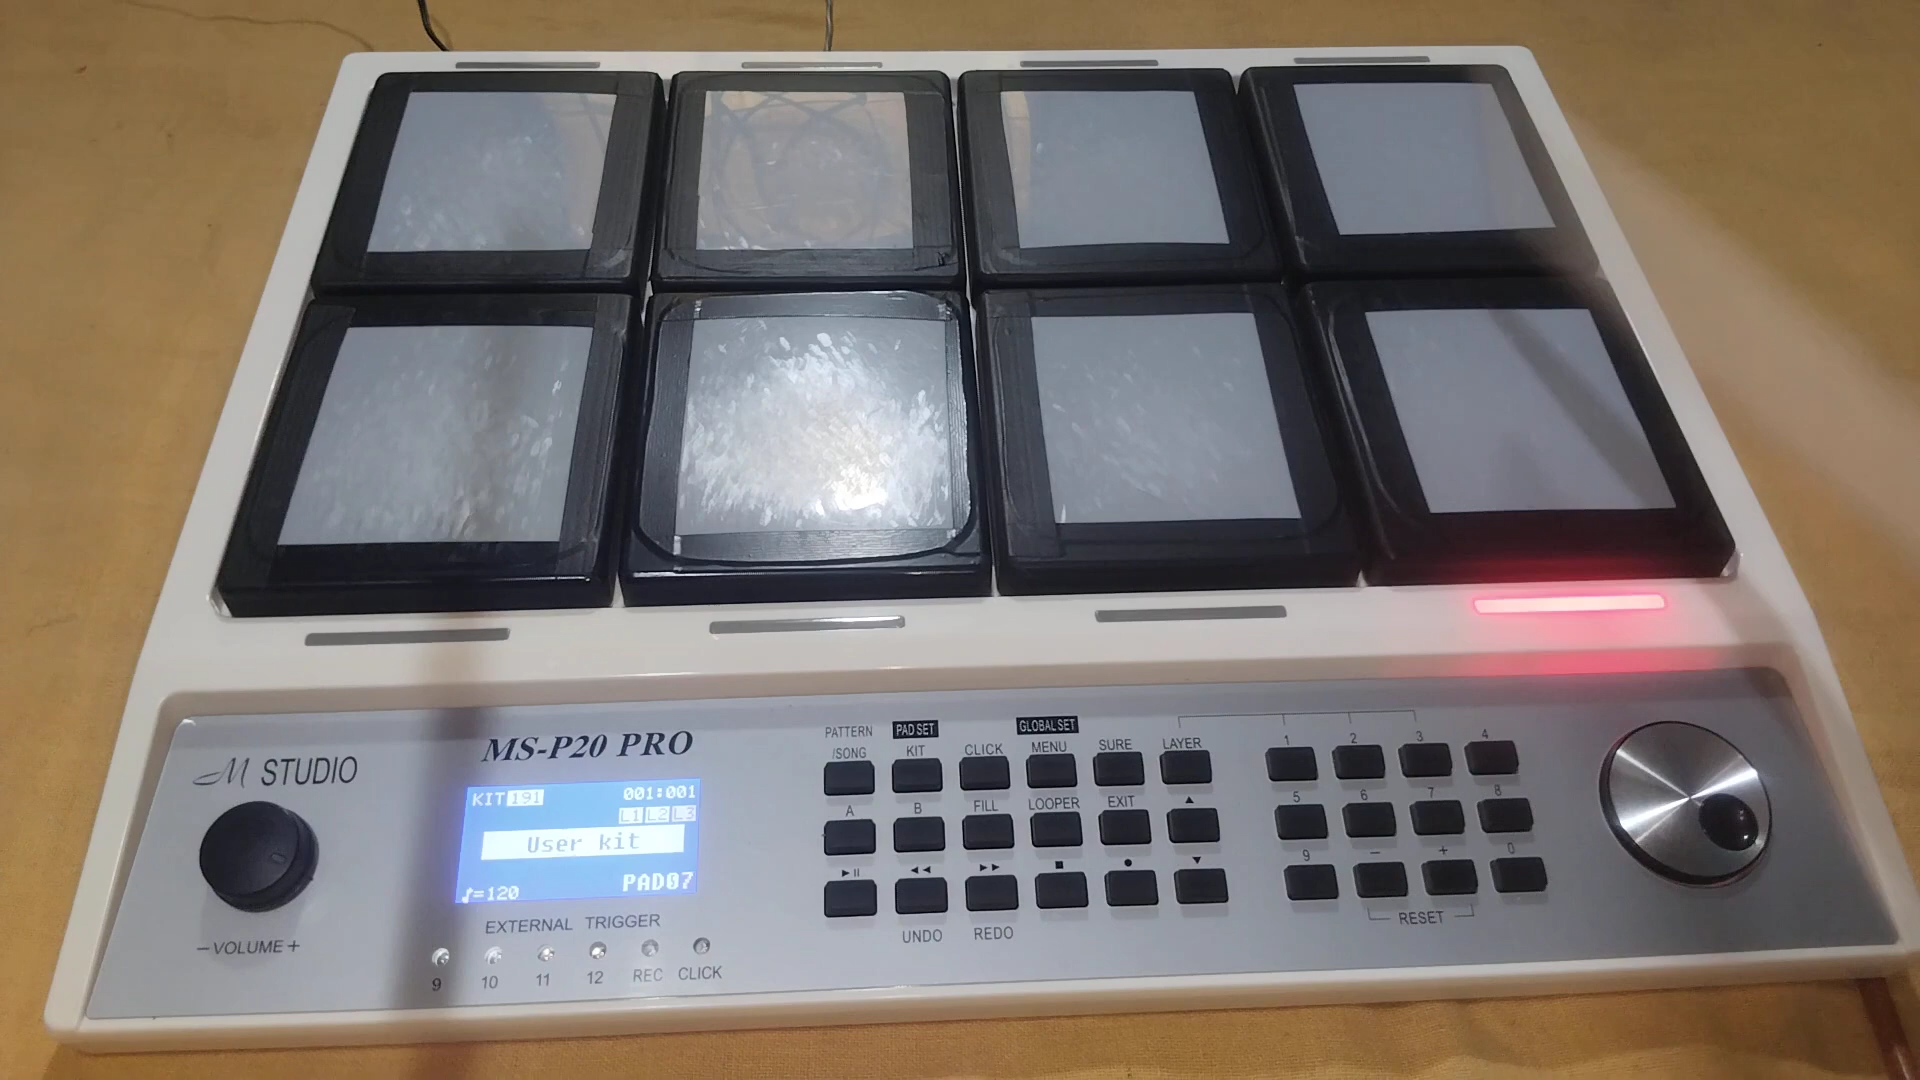 M STUDIO
– VOLUME +
MS-P20 PRO
KIT 191 001:001
L1 L2 L3
User kit
♪=120 PAD07
EXTERNAL TRIGGER
9 10 11 12 REC CLICK
PATTERN PAD SET GLOBAL SET
/SONG KIT CLICK MENU SURE LAYER
A B FILL LOOPER EXIT ▲
▶II ◀◀ ▶▶ ■ ● ▼
UNDO REDO
1 2 3 4
5 6 7 8
9 – + 0
RESET